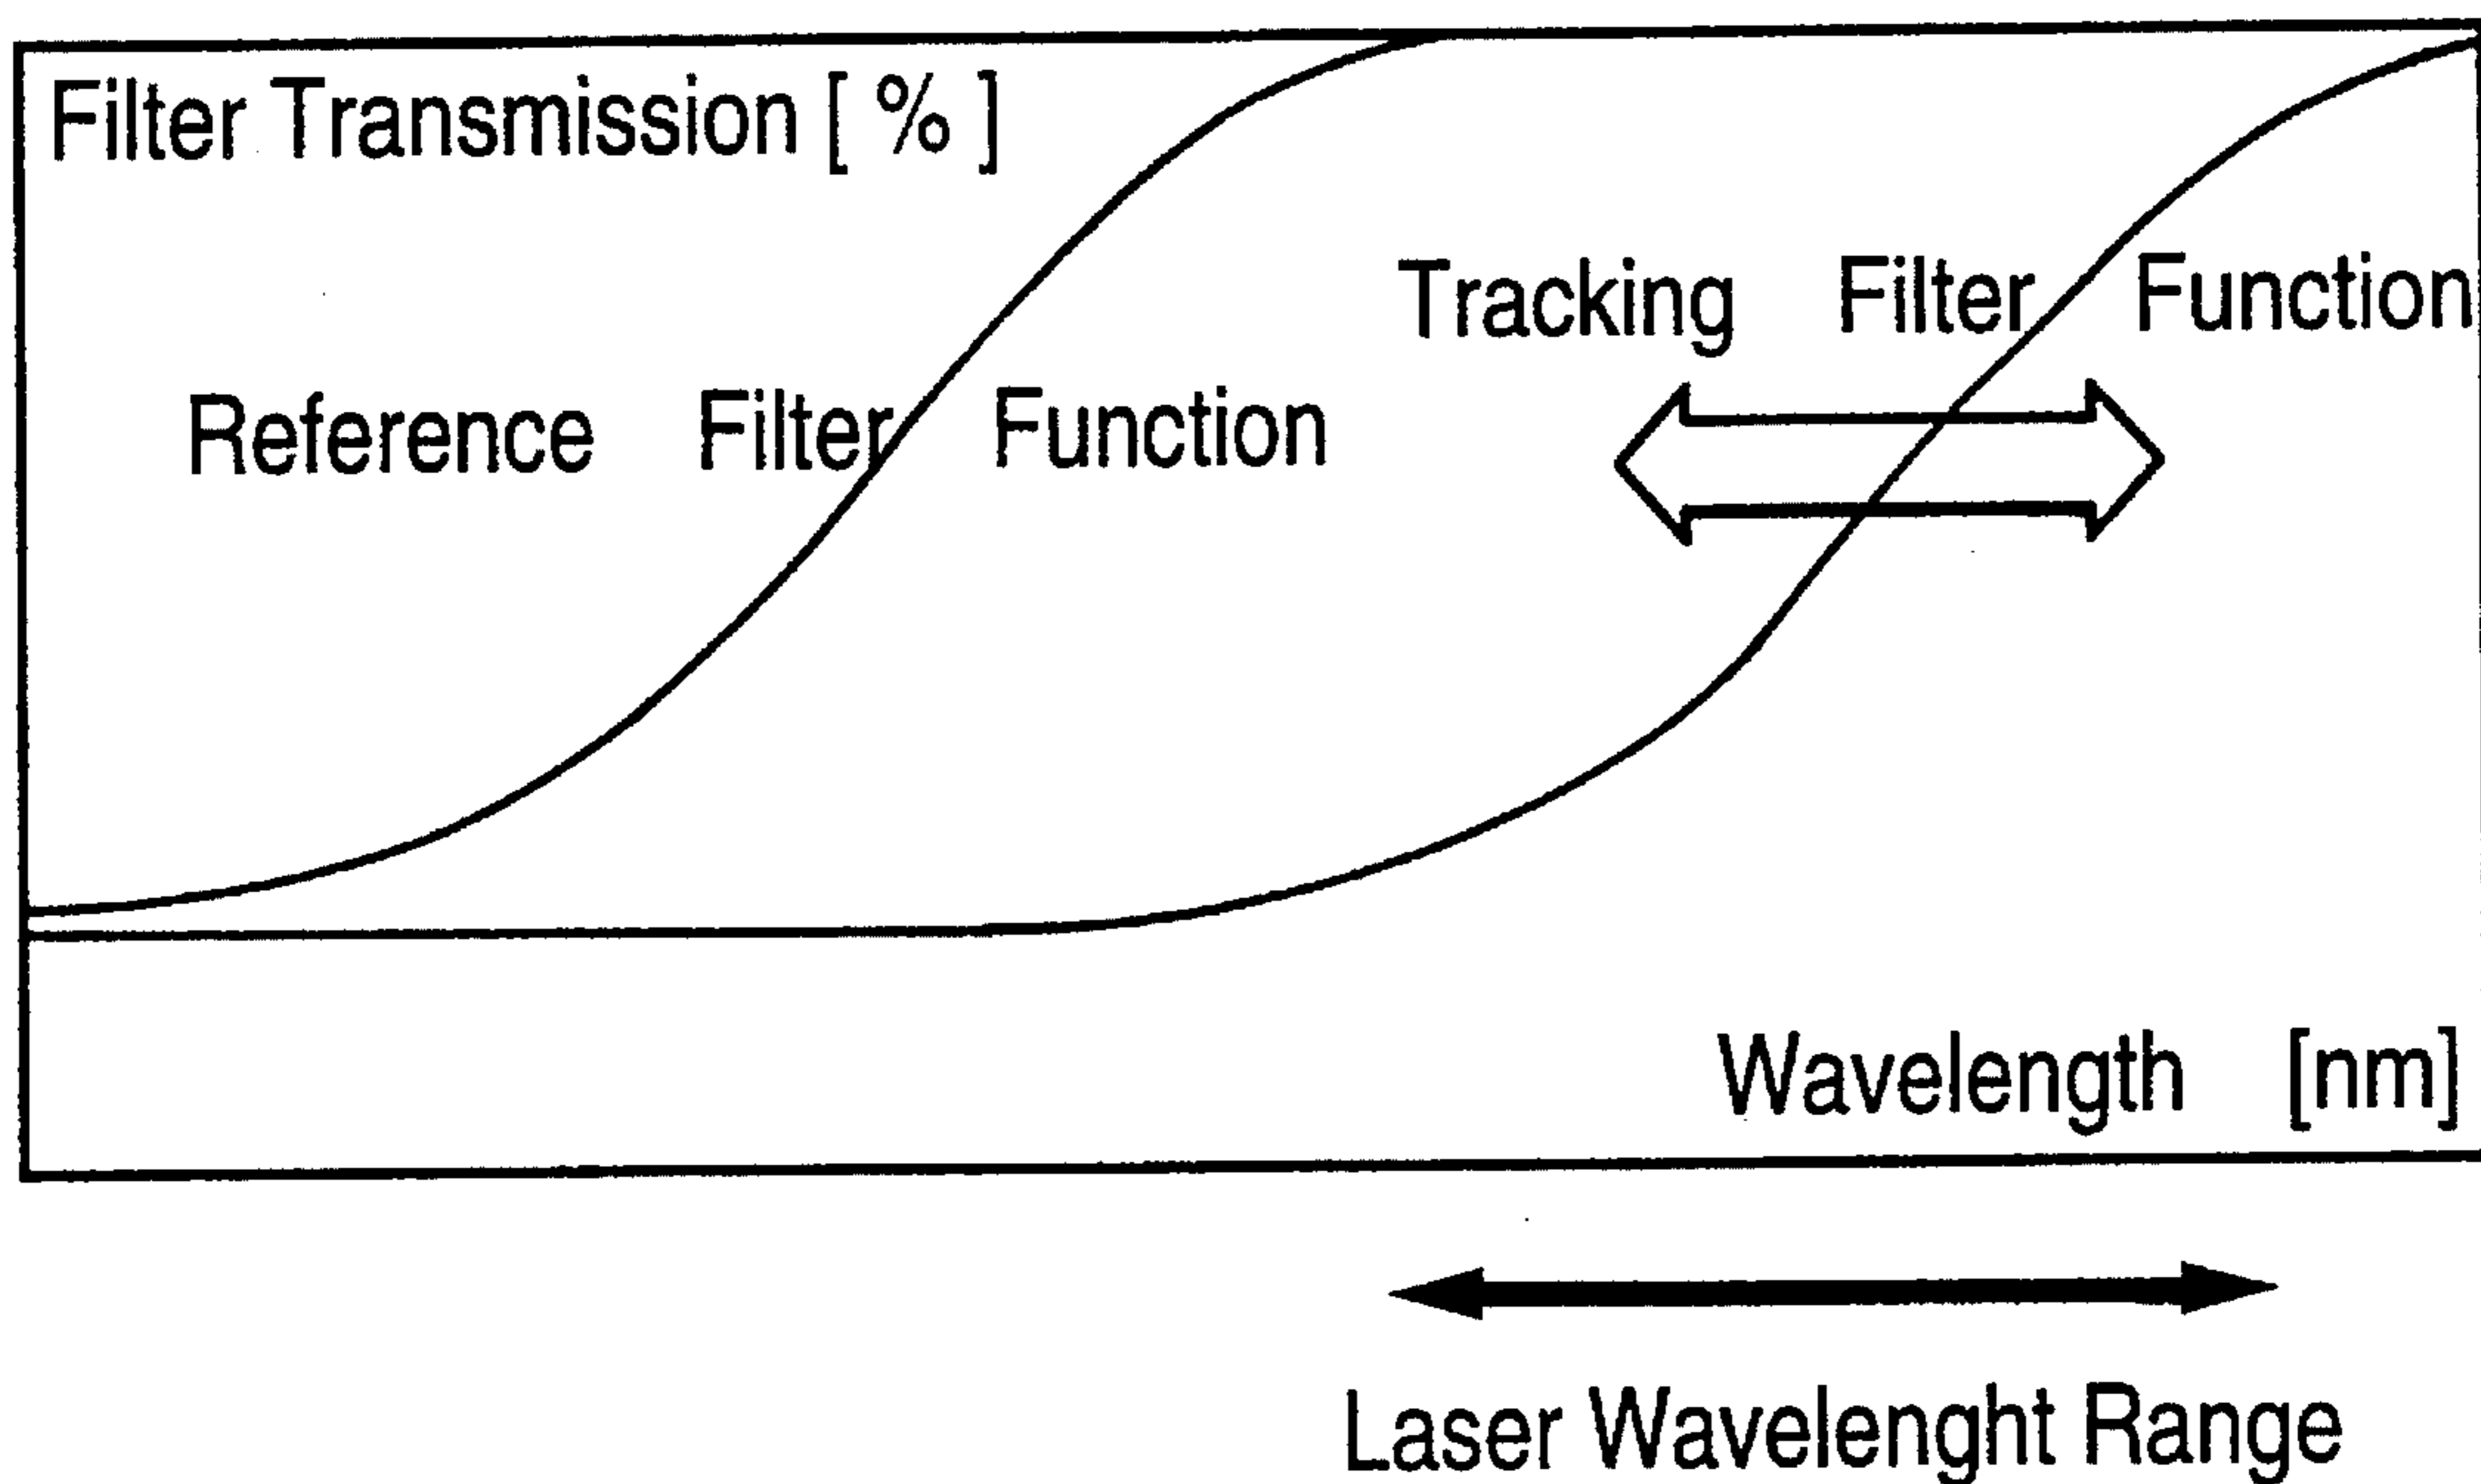 Filter Transmission [ % ]
Tracking Filter Function
Reference Filter Function
Wavelength [nm]
Laser Wavelenght Range